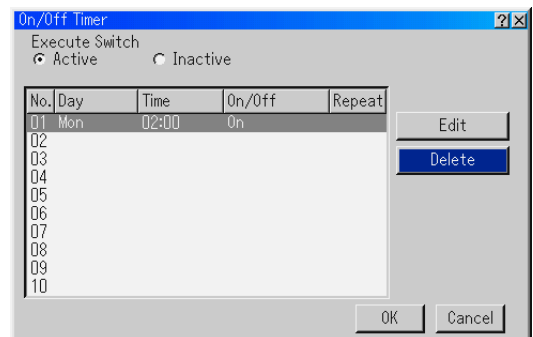 On/Off Timer
Execute Switch
Active Inactive
No. Day Time On/Off Repeat
01 Mon 02:00 On
02
03
04
05
06
07
08
09
10
Edit
Delete
OK Cancel